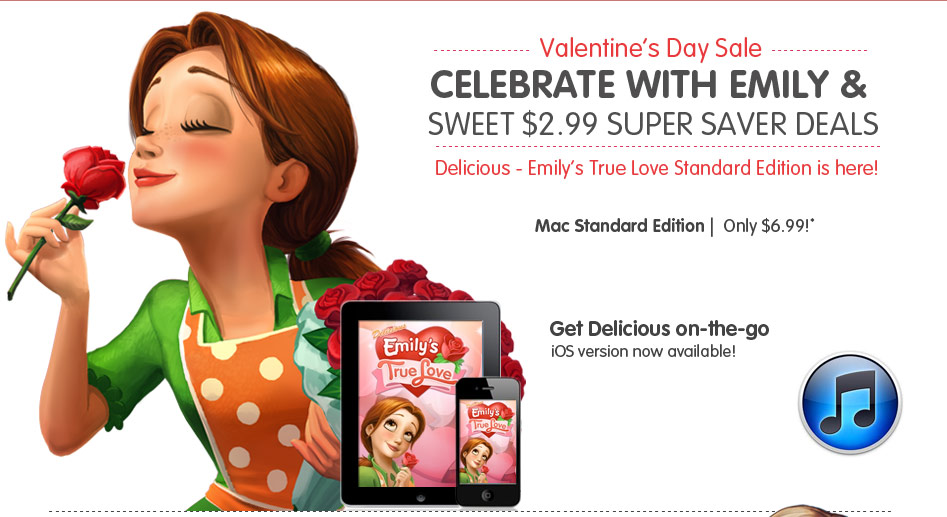 Valentine's Day Sale
CELEBRATE WITH EMILY &
SWEET $2.99 SUPER SAVER DEALS
Delicious - Emily's True Love Standard Edition is here!
Mac Standard Edition | Only $6.99!*
Get Delicious on-the-go
iOS version now available!
Delicious
Emily's
True Love
Emily's
True Love